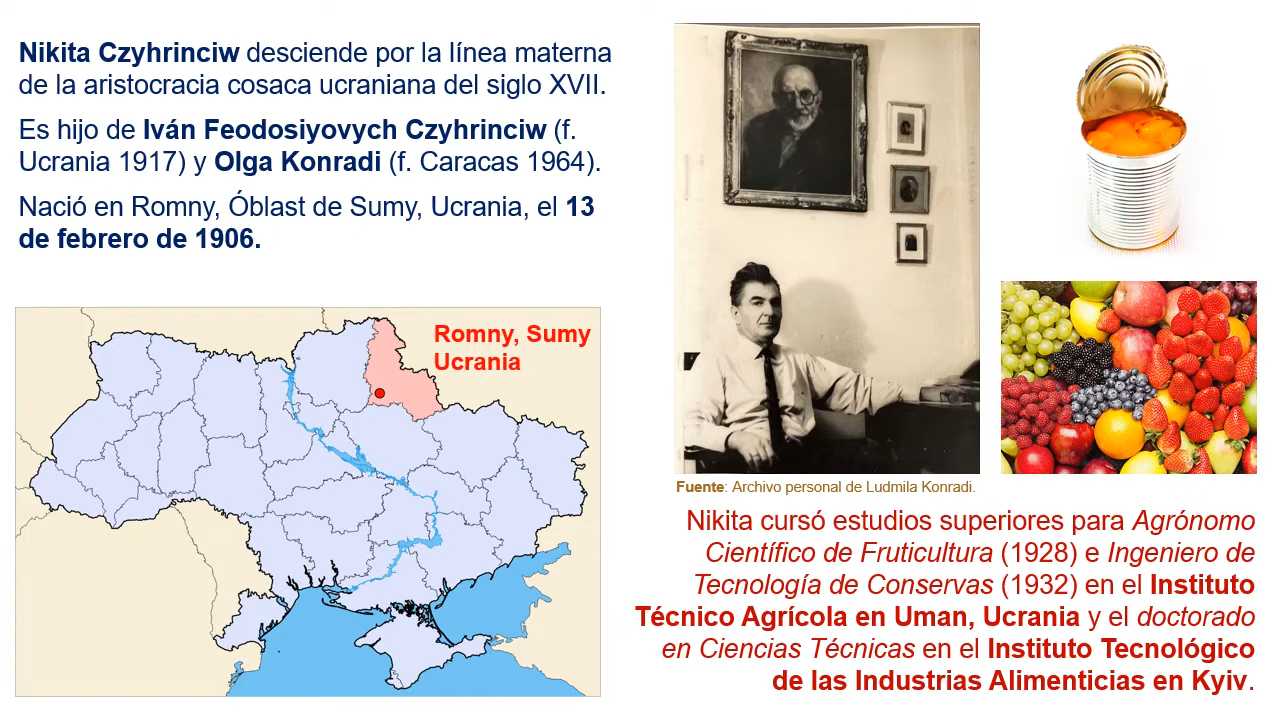 Nikita Czyhrinciw desciende por la línea materna
de la aristocracia cosaca ucraniana del siglo XVII.
Es hijo de Iván Feodosiyovych Czyhrinciw (f.
Ucrania 1917) y Olga Konradi (f. Caracas 1964).
Nació en Romny, Óblast de Sumy, Ucrania, el 13
de febrero de 1906.
Romny, Sumy
Ucrania
Fuente: Archivo personal de Ludmila Konradi.
Nikita cursó estudios superiores para Agrónomo
Científico de Fruticultura (1928) e Ingeniero de
Tecnología de Conservas (1932) en el Instituto
Técnico Agrícola en Uman, Ucrania y el doctorado
en Ciencias Técnicas en el Instituto Tecnológico
de las Industrias Alimenticias en Kyiv.